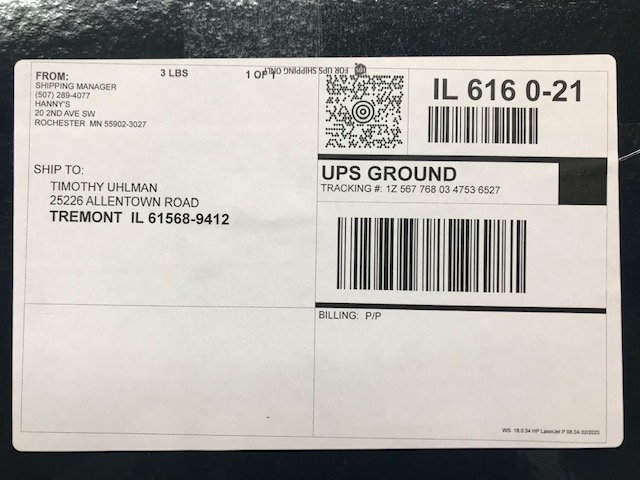 FROM:
SHIPPING MANAGER
(507) 289-4077
HANNY'S
20 2ND AVE SW
ROCHESTER MN 55902-3027
3 LBS
1 OF 1
FOR UPS SHIPPING ONLY
SHIP TO:
TIMOTHY UHLMAN
25226 ALLENTOWN ROAD
TREMONT IL 61568-9412
IL 616 0-21
UPS GROUND
TRACKING #: 1Z 567 768 03 4753 6527
BILLING: P/P
WS 18.0.34 HP LaserJet P 08.0A 02/2023